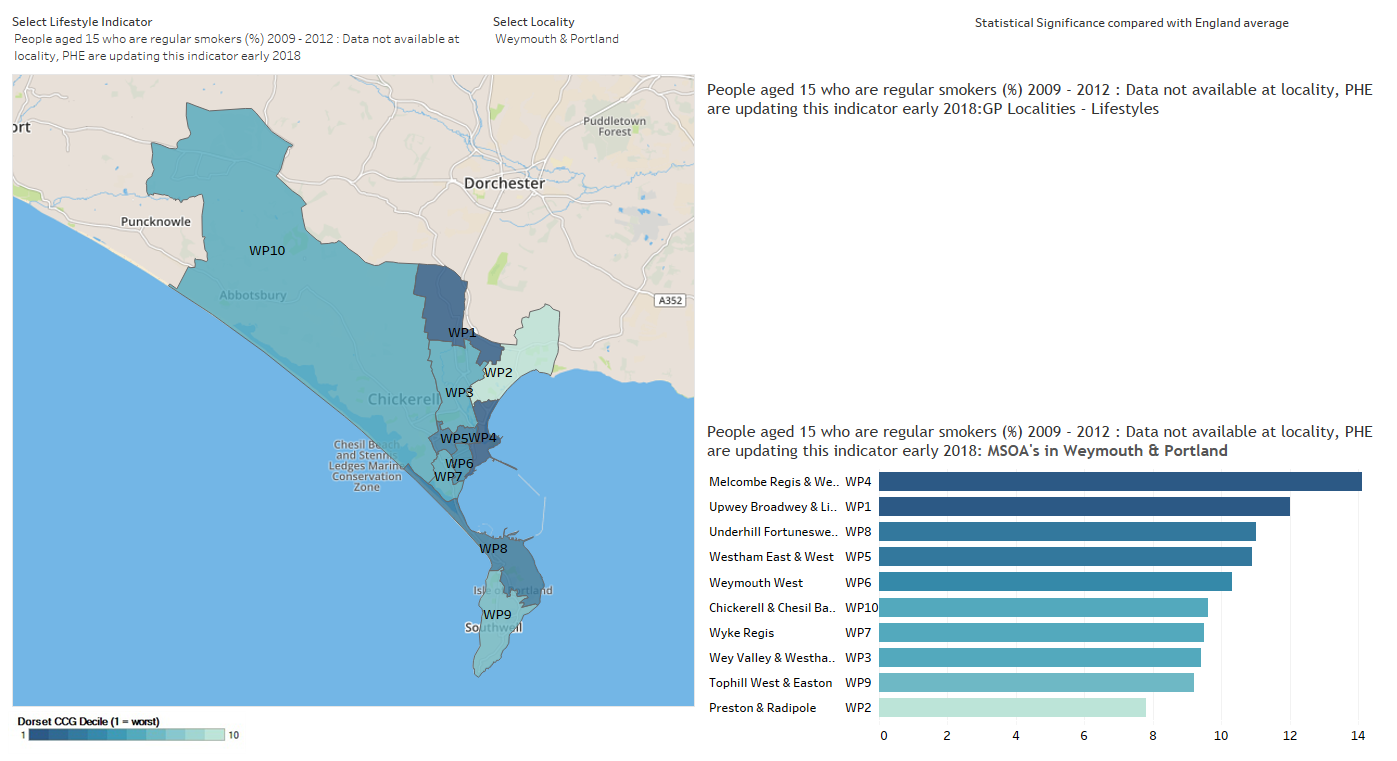 Select Lifestyle Indicator
People aged 15 who are regular smokers (%) 2009 - 2012 : Data not available at
locality, PHE are updating this indicator early 2018
Select Locality
Weymouth & Portland
Statistical Significance compared with England average
ort
Puddletown
Forest
Dorchester
Puncknowle
WP10
Abbotsbury
A352
WP1
WP2
WP3
Chickerell
WP5
WP4
Chesil Beach
and Stennis
Ledges Marine
Conservation
Zone
WP6
WP7
WP8
Isle of Portland
WP9
Southwell
Dorset CCG Decile (1 = worst)
1
10
People aged 15 who are regular smokers (%) 2009 - 2012 : Data not available at locality, PHE
are updating this indicator early 2018:GP Localities - Lifestyles
People aged 15 who are regular smokers (%) 2009 - 2012 : Data not available at locality, PHE
are updating this indicator early 2018: MSOA's in Weymouth & Portland
Melcombe Regis & We.. WP4
Upwey Broadwey & Li.. WP1
Underhill Fortuneswe.. WP8
Westham East & West WP5
Weymouth West WP6
Chickerell & Chesil Ba.. WP10
Wyke Regis WP7
Wey Valley & Westha.. WP3
Tophill West & Easton WP9
Preston & Radipole WP2
0 2 4 6 8 10 12 14